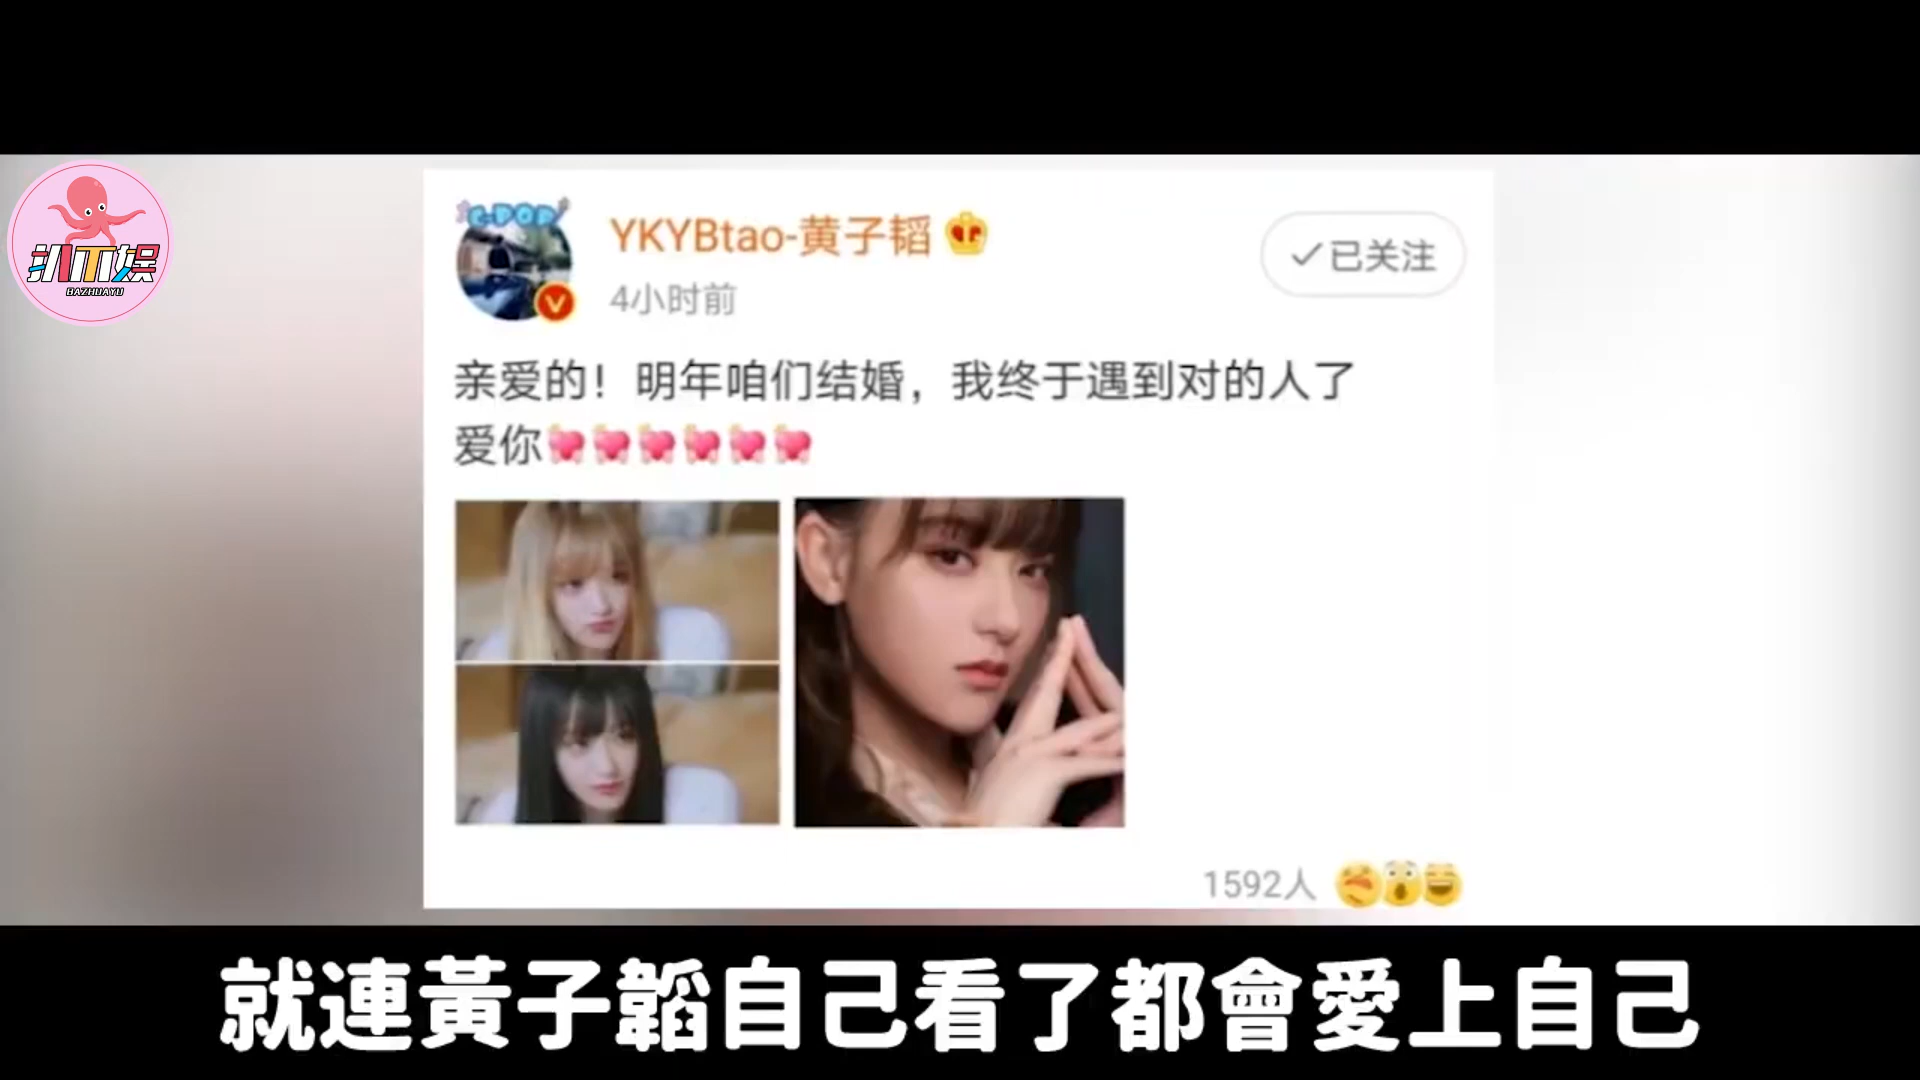 扒爪娱
BAZHUAYU
C-POP
YKYBtao-黄子韬
已关注
4小时前
亲爱的！明年咱们结婚，我终于遇到对的人了
爱你
1592人
就連黃子韜自己看了都會愛上自己